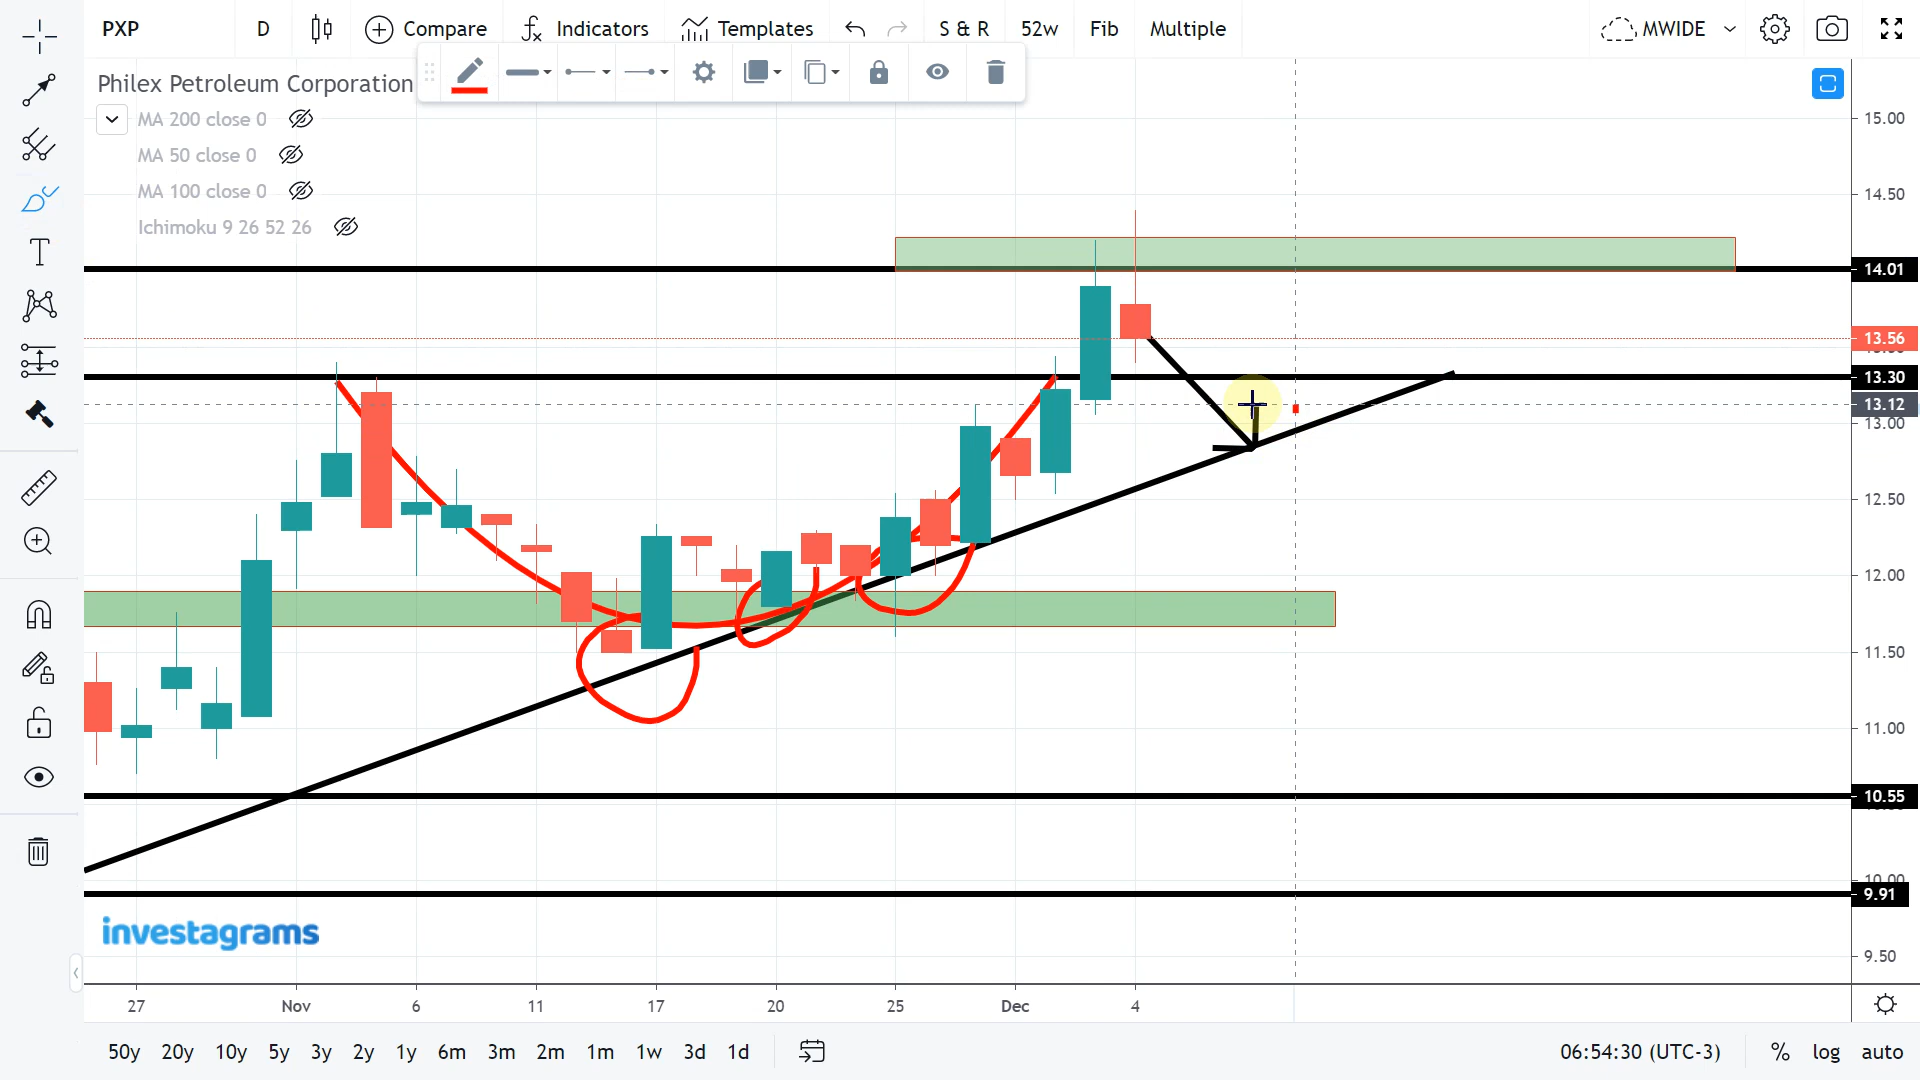 PXP D Compare Indicators Templates S & R 52w Fib Multiple MWIDE
Philex Petroleum Corporation
MA 200 close 0
MA 50 close 0
MA 100 close 0
Ichimoku 9 26 52 26
15.00
14.50
14.01
13.56
13.30
13.12
13.00
12.50
12.00
11.50
11.00
10.55
10.00
9.91
9.50
investagrams
27 Nov 6 11 17 20 25 Dec 4
50y 20y 10y 5y 3y 2y 1y 6m 3m 2m 1m 1w 3d 1d 06:54:30 (UTC-3) % log auto